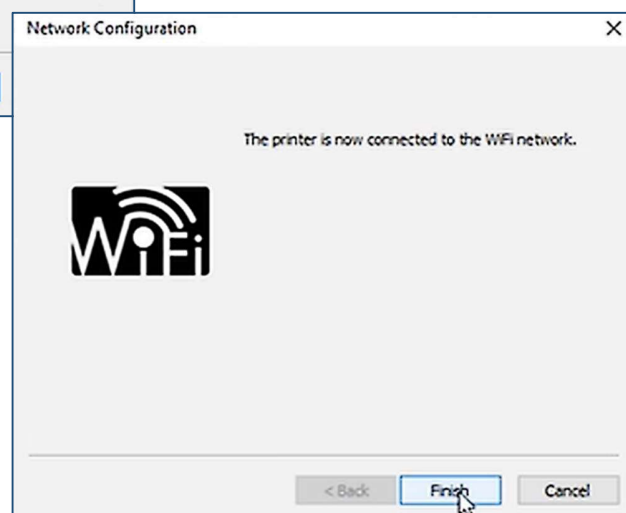 Network Configuration
The printer is now connected to the WiFi network.
WiFi
< Back
Finish
Cancel